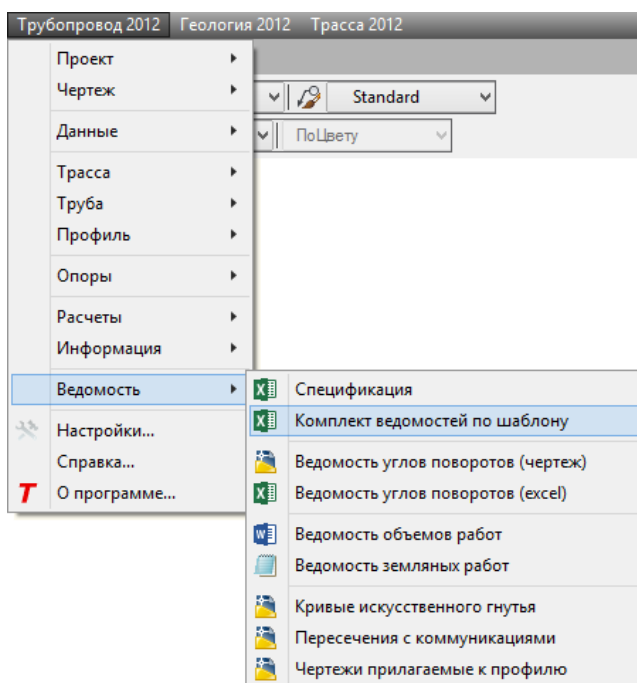 Трубопровод 2012 Геология 2012 Трасса 2012
Проект
Чертеж
Standard
Данные
ПоЦвету
Трасса
Труба
Профиль
Опоры
Расчеты
Информация
Ведомость
Спецификация
Комплект ведомостей по шаблону
Настройки...
Справка...
О программе...
Ведомость углов поворотов (чертеж)
Ведомость углов поворотов (excel)
Ведомость объемов работ
Ведомость земляных работ
Кривые искусственного гнутья
Пересечения с коммуникациями
Чертежи прилагаемые к профилю